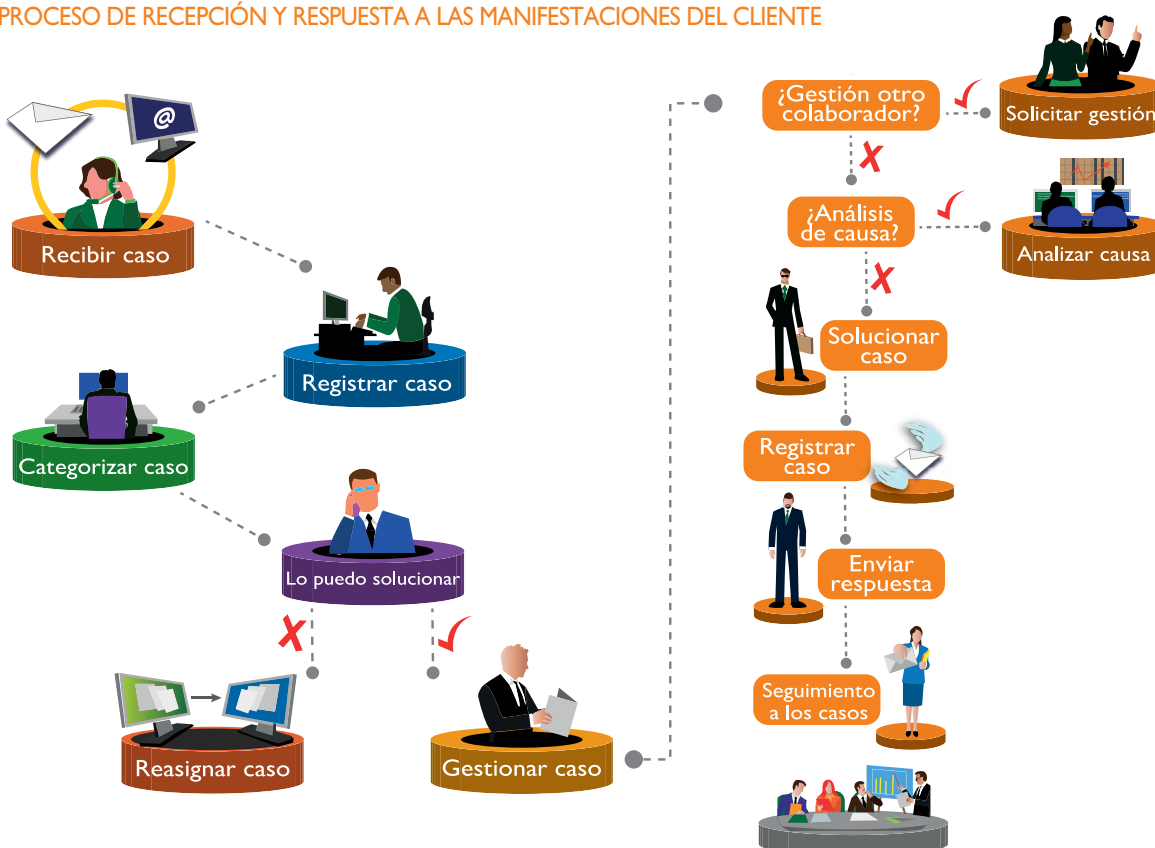 PROCESO DE RECEPCIÓN Y RESPUESTA A LAS MANIFESTACIONES DEL CLIENTE
@
Recibir caso
Registrar caso
Categorizar caso
Lo puedo solucionar
Reasignar caso
Gestionar caso
¿Gestión otro
colaborador?
Solicitar gestión
¿Análisis
de causa?
Analizar causa
Solucionar
caso
Registrar
caso
Enviar
respuesta
Seguimiento
a los casos